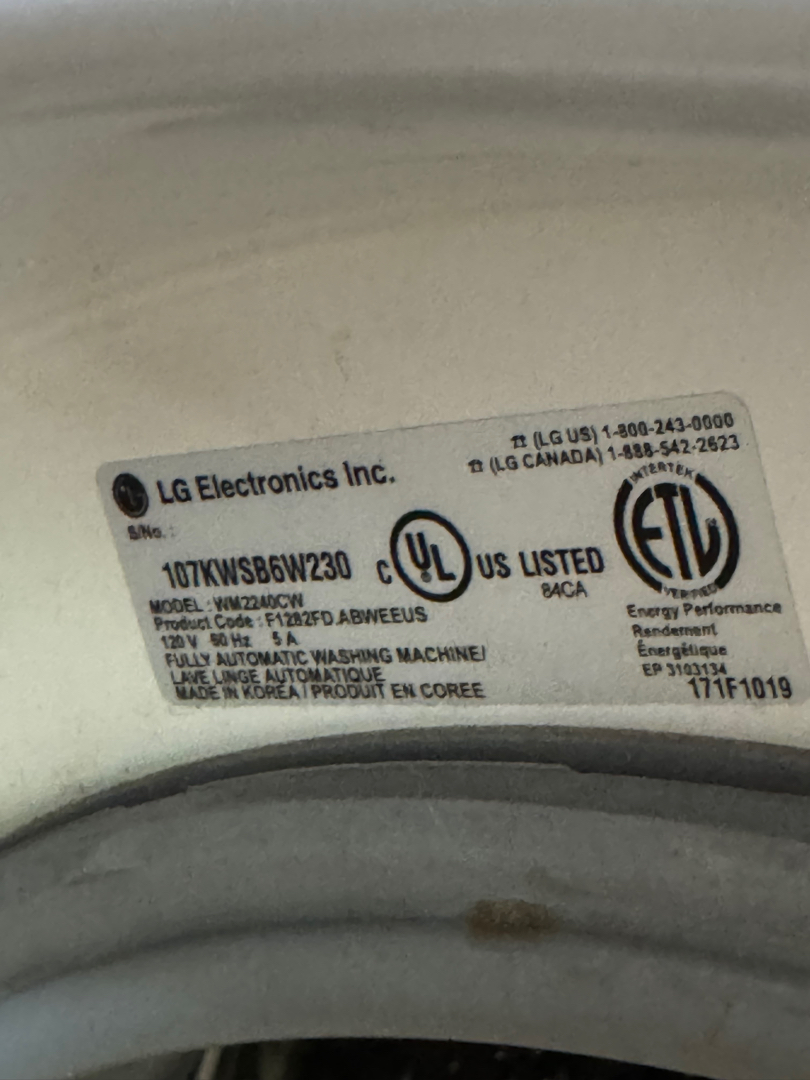 ☎ (LG US) 1-800-243-0000
☎ (LG CANADA) 1-888-542-2623
LG LG Electronics Inc.
S/No. :
107KWSB6W230
C UL US LISTED
84CA
INTERTEK
ETL
VERIFIED
MODEL : WM2240CW
Product Code : F1282FD.ABWEEUS
120 V 60 Hz 5 A
FULLY AUTOMATIC WASHING MACHINE/
LAVE LINGE AUTOMATIQUE
MADE IN KOREA / PRODUIT EN COREE
Energy Performance
Rendement
Énergétique
EP 3103134
171F1019